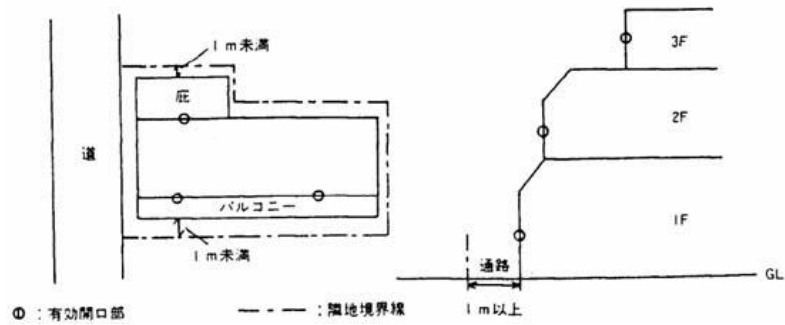 1m未満
庇
道
バルコニー
1m未満
3F
2F
1F
通路
GL
1m以上
：有効開口部
：隣地境界線